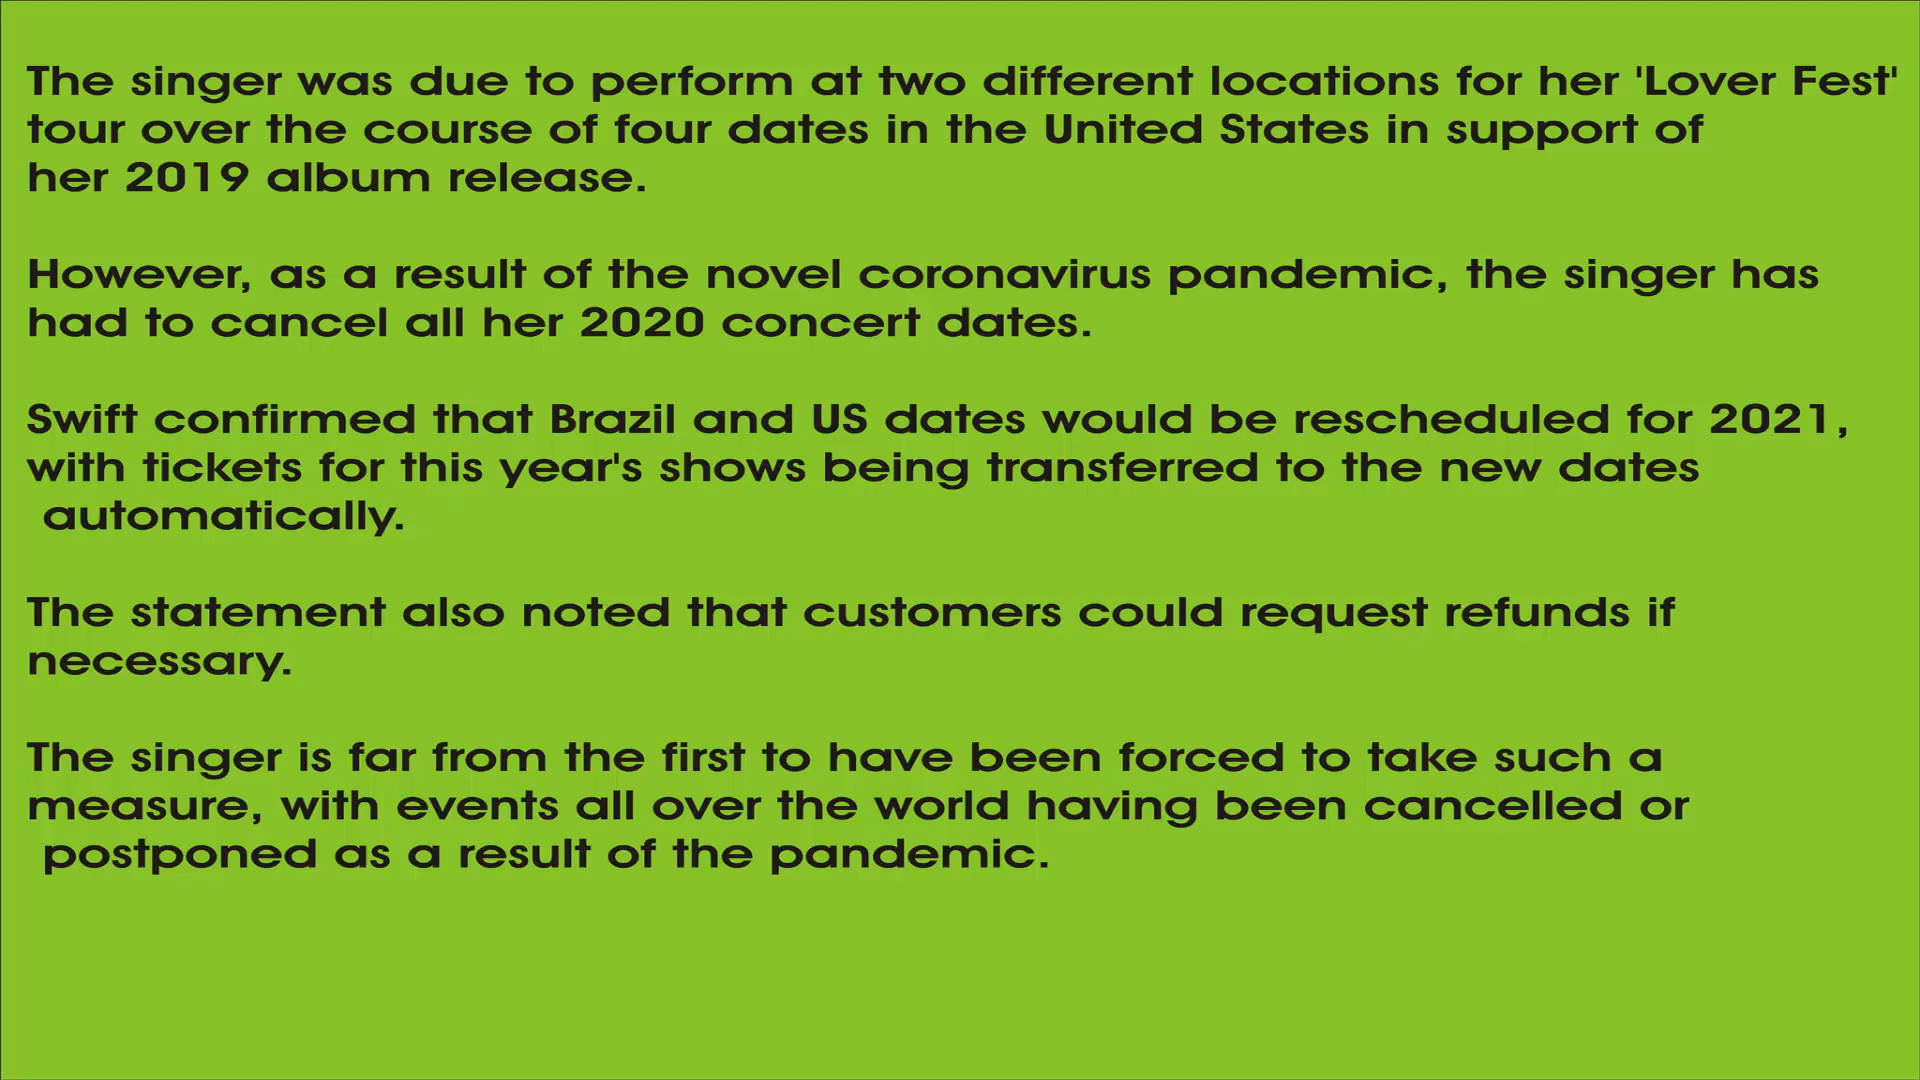 The singer was due to perform at two different locations for her 'Lover Fest'
tour over the course of four dates in the United States in support of
her 2019 album release.
However, as a result of the novel coronavirus pandemic, the singer has
had to cancel all her 2020 concert dates.
Swift confirmed that Brazil and US dates would be rescheduled for 2021,
with tickets for this year's shows being transferred to the new dates
automatically.
The statement also noted that customers could request refunds if
necessary.
The singer is far from the first to have been forced to take such a
measure, with events all over the world having been cancelled or
postponed as a result of the pandemic.